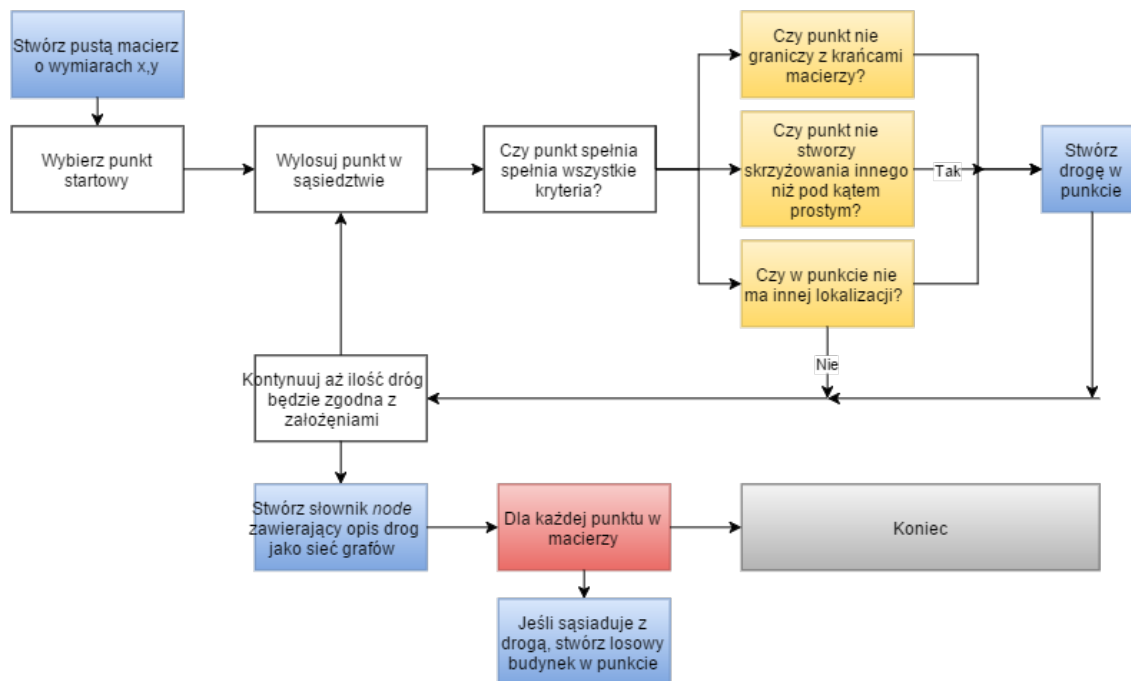 Stwórz pustą macierz
o wymiarach x,y
Wybierz punkt
startowy
Wylosuj punkt w
sąsiedztwie
Czy punkt spełnia
spełnia wszystkie
kryteria?
Czy punkt nie
graniczy z krańcami
macierzy?
Czy punkt nie
stworzy
skrzyżowania innego
niż pod kątem
prostym?
Czy w punkcie nie
ma innej lokalizacji?
Tak
Nie
Stwórz
drogę w
punkcie
Kontynuuj aż ilość dróg
będzie zgodna z
założęniami
Stwórz słownik node
zawierający opis drog
jako sieć grafów
Dla każdej punktu w
macierzy
Koniec
Jeśli sąsiaduje z
drogą, stwórz losowy
budynek w punkcie